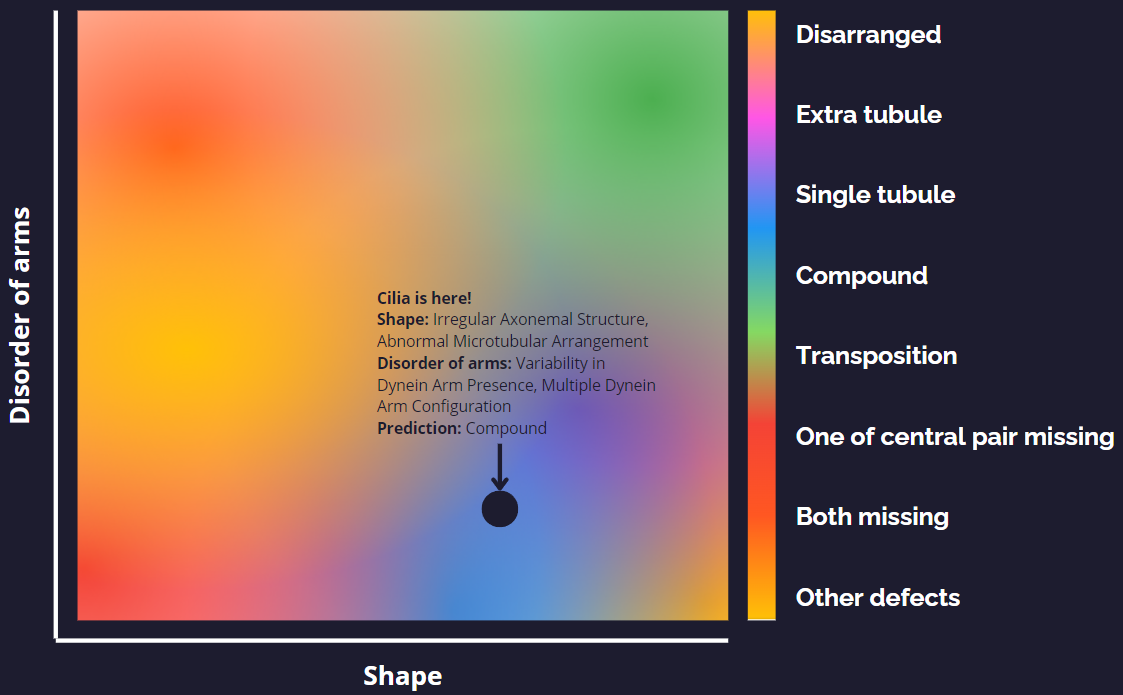 Disorder of arms
Cilia is here!
Shape: Irregular Axonemal Structure,
Abnormal Microtubular Arrangement
Disorder of arms: Variability in
Dynein Arm Presence, Multiple Dynein
Arm Configuration
Prediction: Compound
Shape
Disarranged
Extra tubule
Single tubule
Compound
Transposition
One of central pair missing
Both missing
Other defects